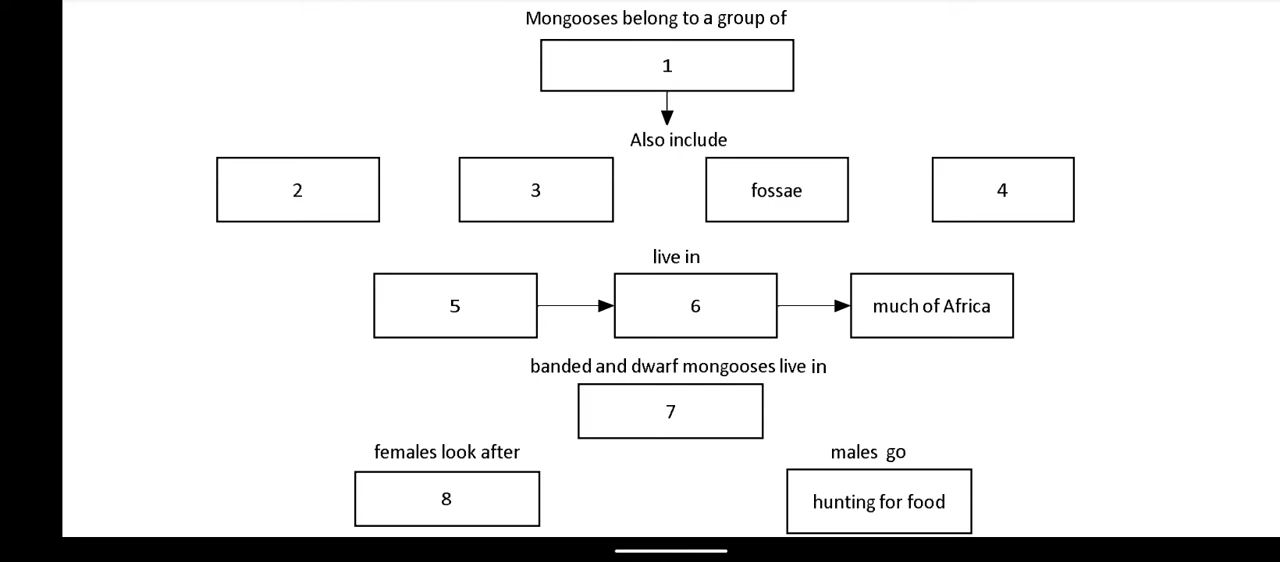 Mongooses belong to a group of
1
Also include
2 3 fossae 4
live in
5 6 much of Africa
banded and dwarf mongooses live in
7
females look after males go
8 hunting for food